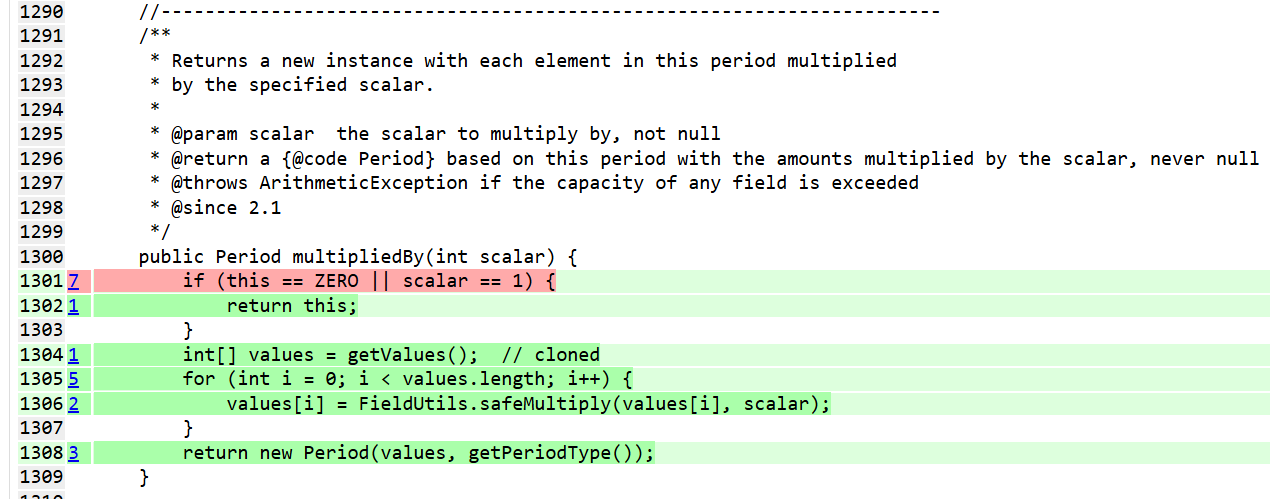 1290 //-----------------------------------------------------------------------
1291 /**
1292 * Returns a new instance with each element in this period multiplied
1293 * by the specified scalar.
1294 *
1295 * @param scalar  the scalar to multiply by, not null
1296 * @return a {@code Period} based on this period with the amounts multiplied by the scalar, never null
1297 * @throws ArithmeticException if the capacity of any field is exceeded
1298 * @since 2.1
1299 */
1300 public Period multipliedBy(int scalar) {
1301 7 if (this == ZERO || scalar == 1) {
1302 1 return this;
1303 }
1304 1 int[] values = getValues();  // cloned
1305 5 for (int i = 0; i < values.length; i++) {
1306 2 values[i] = FieldUtils.safeMultiply(values[i], scalar);
1307 }
1308 3 return new Period(values, getPeriodType());
1309 }